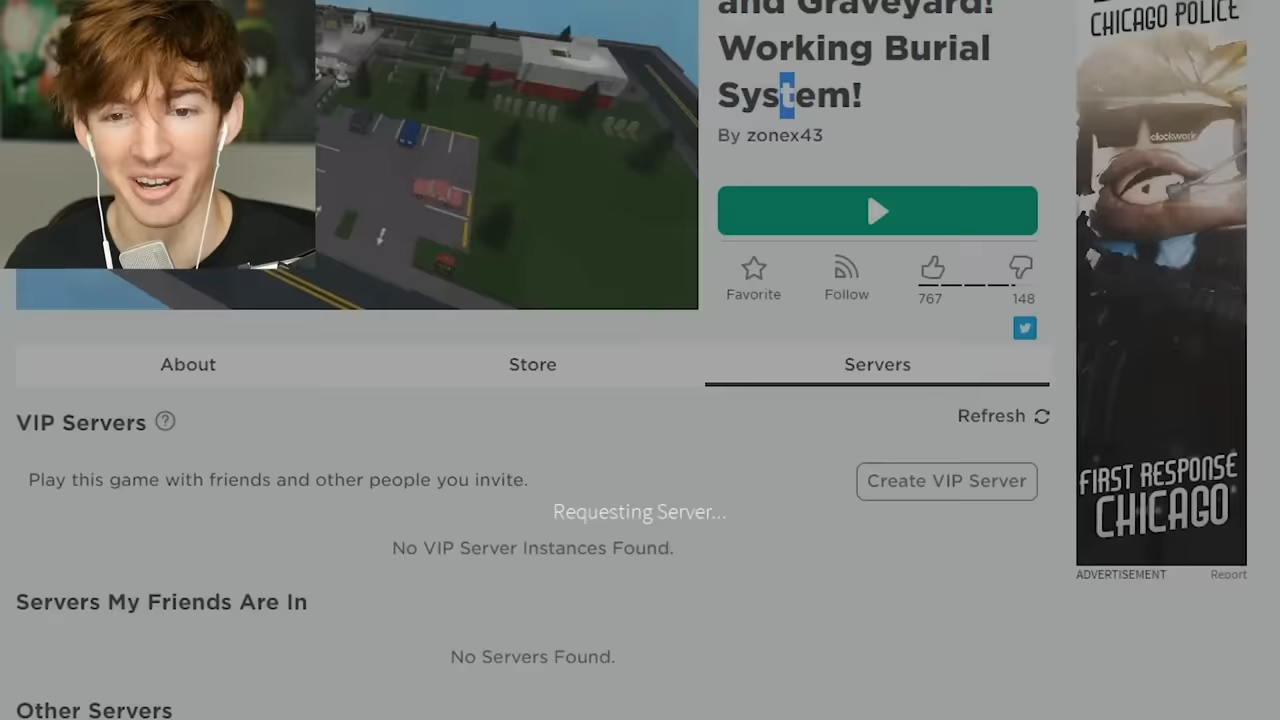 and Graveyard!
Working Burial
System!
By zonex43
Favorite
Follow
767
148
About
Store
Servers
VIP Servers
Refresh
Play this game with friends and other people you invite.
Create VIP Server
Requesting Server...
No VIP Server Instances Found.
Servers My Friends Are In
No Servers Found.
Other Servers
CHICAGO POLICE
clockwork
FIRST RESPONSE
CHICAGO
ADVERTISEMENT
Report